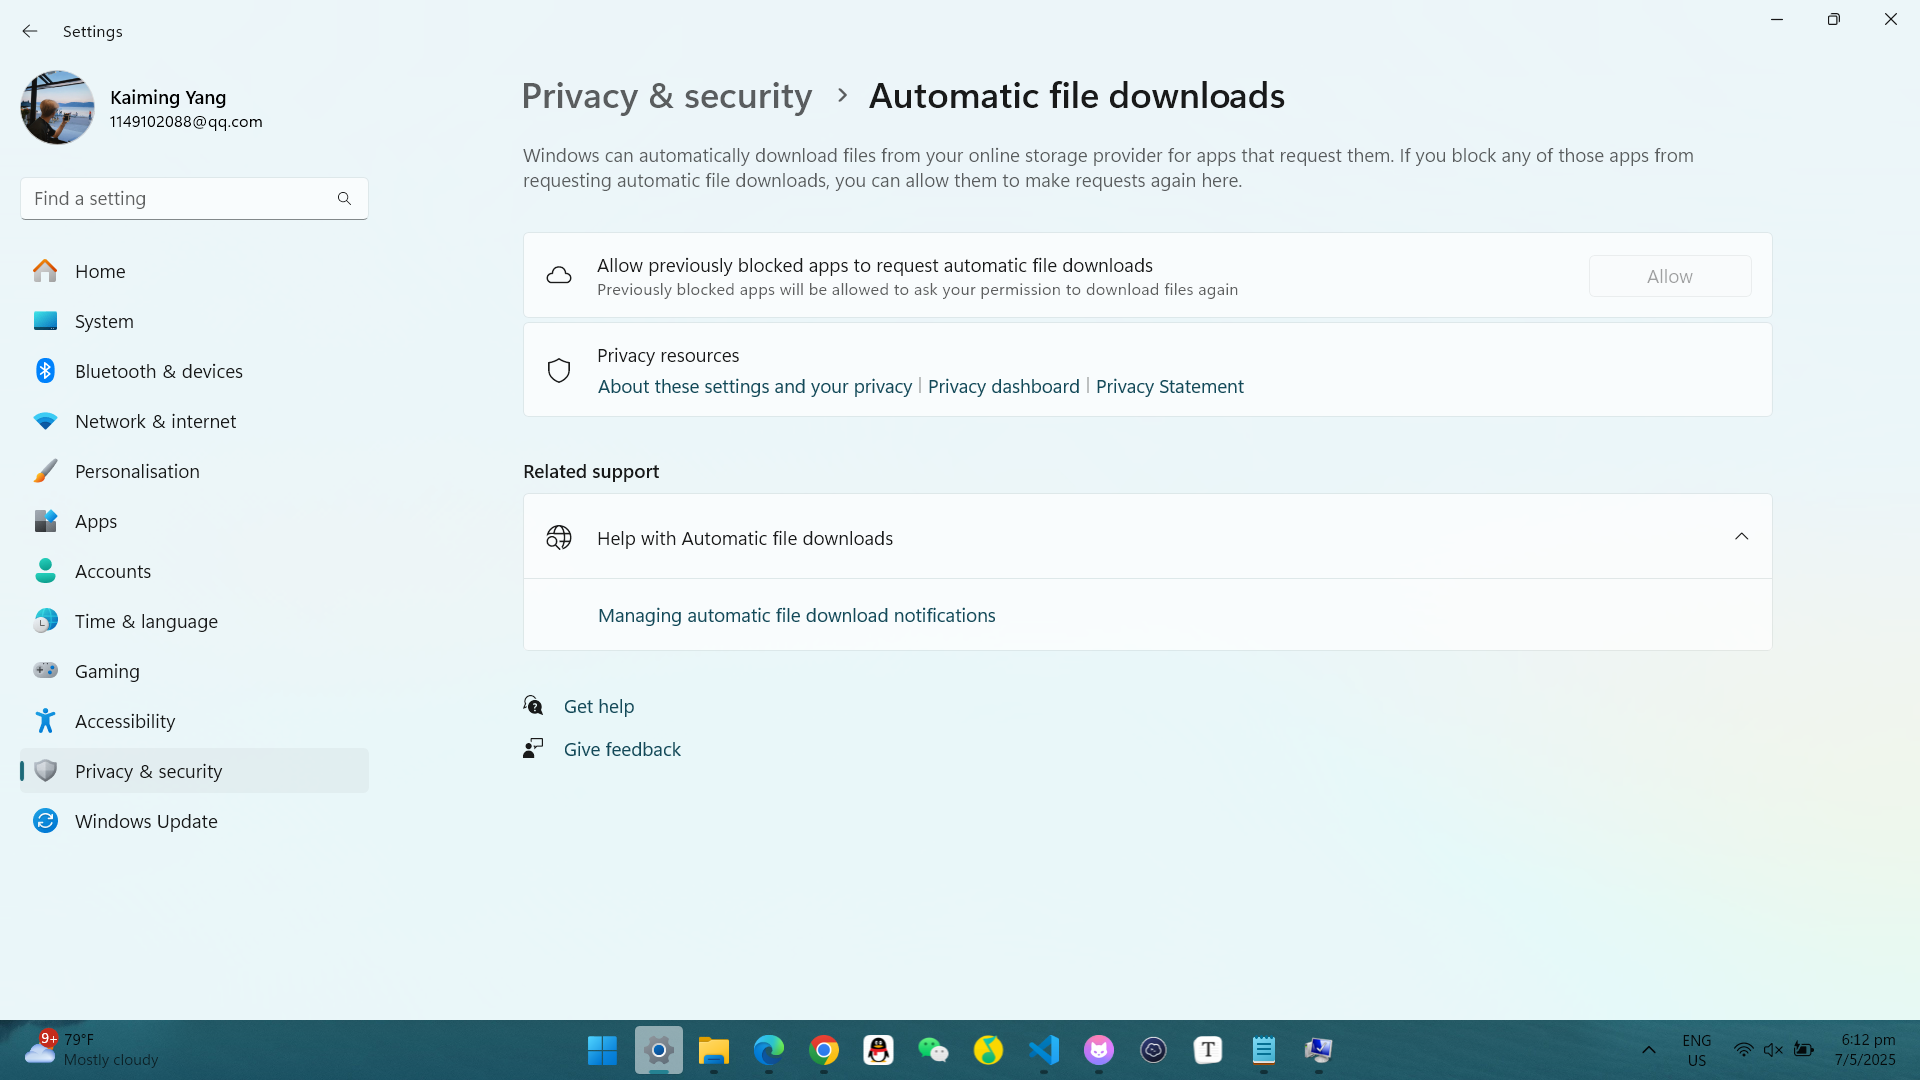 Settings
Kaiming Yang
1149102088@qq.com
Find a setting
Home
System
Bluetooth & devices
Network & internet
Personalisation
Apps
Accounts
Time & language
Gaming
Accessibility
Privacy & security
Windows Update
Privacy & security > Automatic file downloads
Windows can automatically download files from your online storage provider for apps that request them. If you block any of those apps from
requesting automatic file downloads, you can allow them to make requests again here.
Allow previously blocked apps to request automatic file downloads
Previously blocked apps will be allowed to ask your permission to download files again
Allow
Privacy resources
About these settings and your privacy | Privacy dashboard | Privacy Statement
Related support
Help with Automatic file downloads
Managing automatic file download notifications
Get help
Give feedback
9+
79°F
Mostly cloudy
T
ENG
US
6:12 pm
7/5/2025